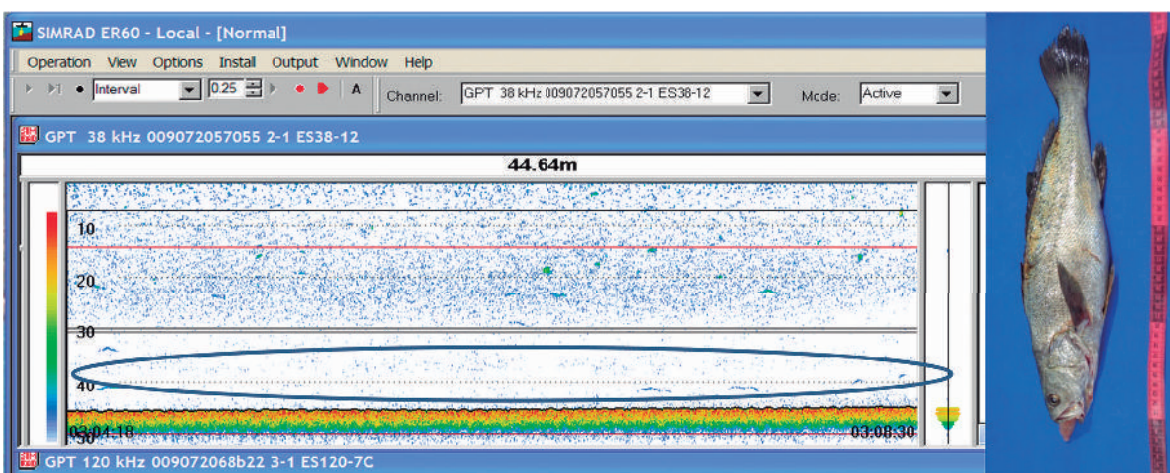 SIMRAD ER60 - Local - [Normal]
Operation View Options Install Output Window Help
Interval 0.25 A Channel: GPT 38 kHz 009072057055 2-1 ES38-12 Mode: Active
GPT 38 kHz 009072057055 2-1 ES38-12
44.64m
10
20
30
40
50
03:04:18 03:08:30
GPT 120 kHz 009072068b22 3-1 ES120-7C